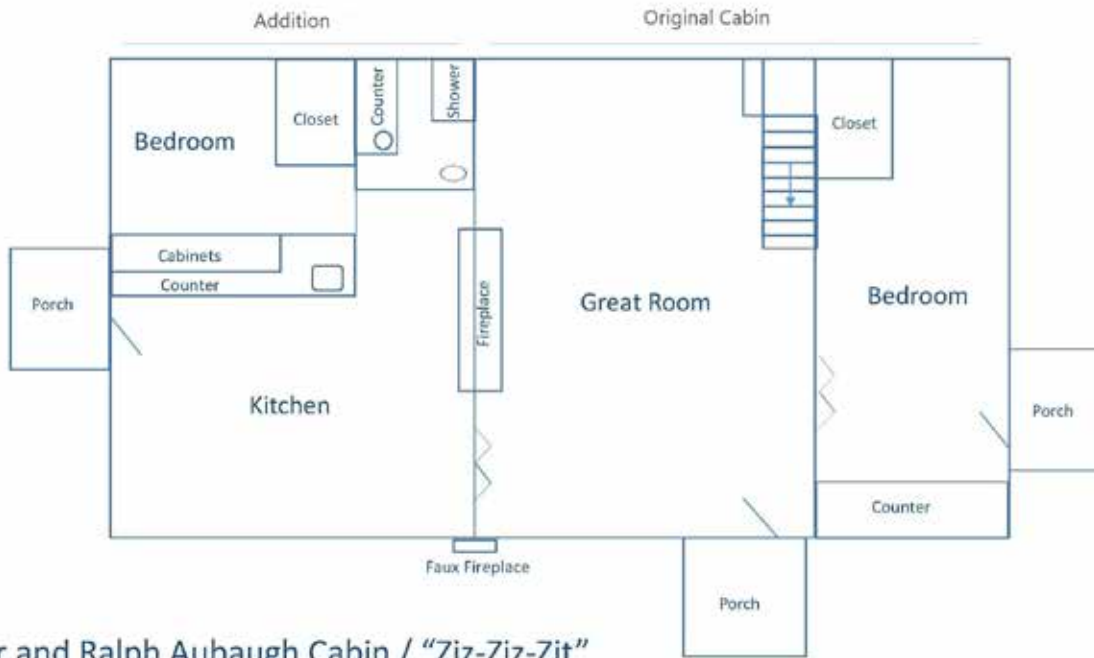 Addition
Original Cabin
Bedroom
Closet
Counter
Shower
Closet
Cabinets
Counter
Porch
Fireplace
Great Room
Bedroom
Kitchen
Porch
Counter
Faux Fireplace
Porch
and Ralph Aubaugh Cabin / “Ziz-Ziz-Zit”